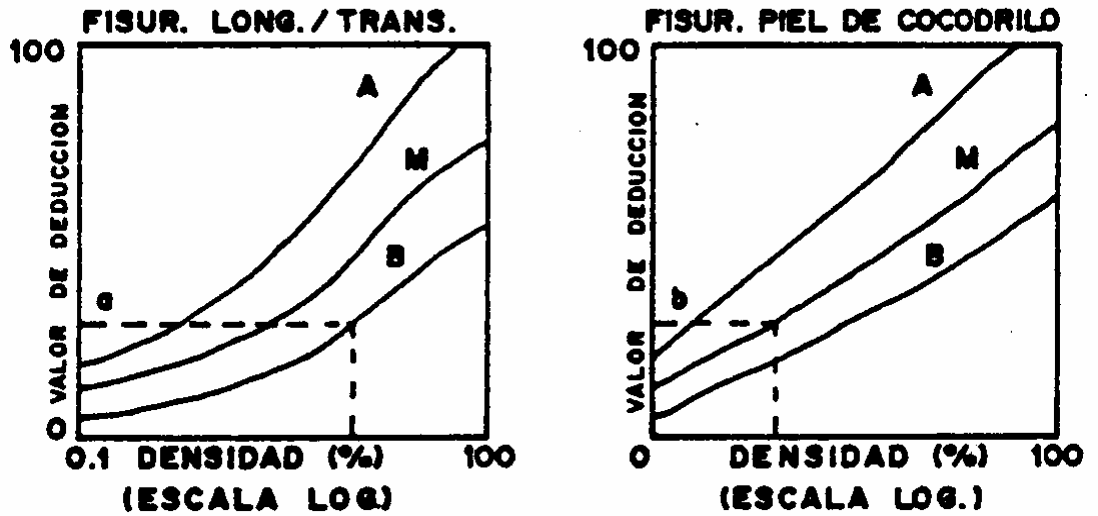 FISUR. LONG. / TRANS.
100
VALOR DE DEDUCCION
A
M
B
a
0
0.1 DENSIDAD (%) 100
(ESCALA LOG.)
FISUR. PIEL DE COCODRILO
100
VALOR DE DEDUCCION
A
M
B
b
0 DENSIDAD (%) 100
(ESCALA LOG.)